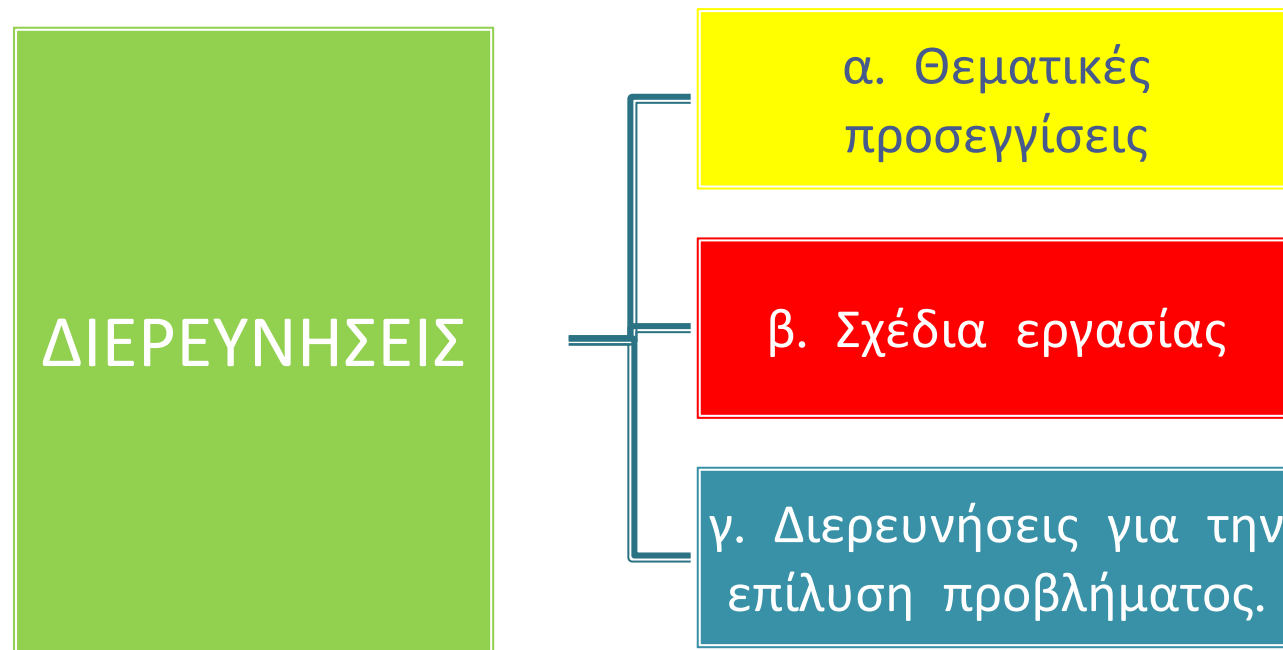 ΔΙΕΡΕΥΝΗΣΕΙΣ
α. Θεματικές
προσεγγίσεις
β. Σχέδια εργασίας
γ. Διερευνήσεις για την
επίλυση προβλήματος.